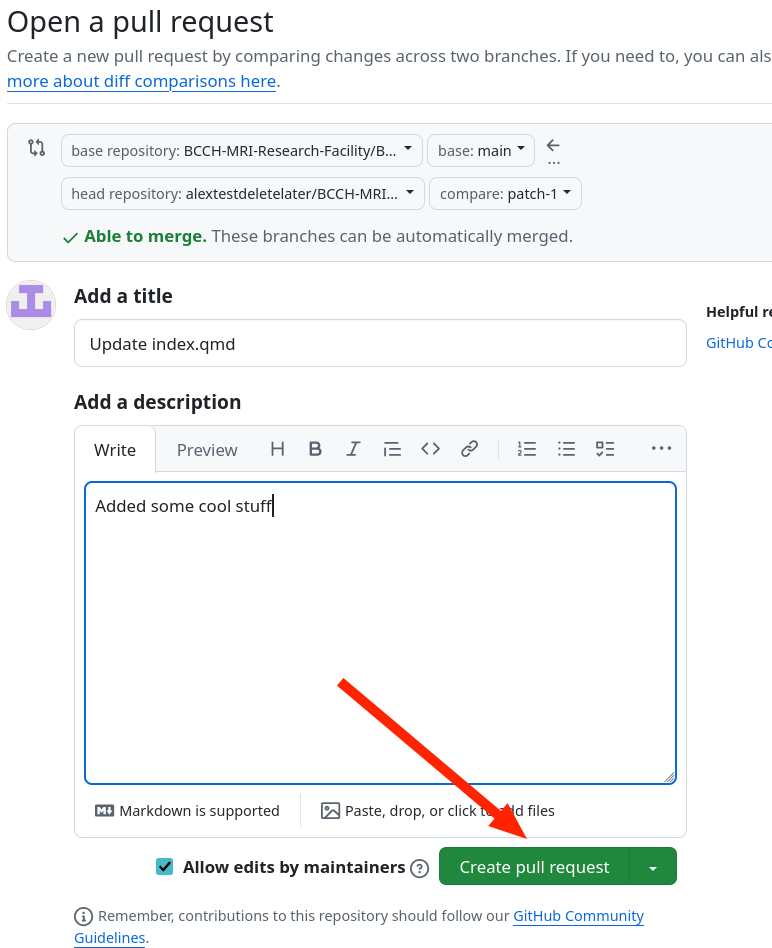 Open a pull request
Create a new pull request by comparing changes across two branches. If you need to, you can als
more about diff comparisons here.
base repository: BCCH-MRI-Research-Facility/B... base: main
head repository: alextestdeletelater/BCCH-MRI... compare: patch-1
Able to merge. These branches can be automatically merged.
Add a title
Helpful re
Update index.qmd
GitHub Co
Add a description
Write Preview
Added some cool stuff
Markdown is supported Paste, drop, or click to add files
Allow edits by maintainers Create pull request
Remember, contributions to this repository should follow our GitHub Community
Guidelines.